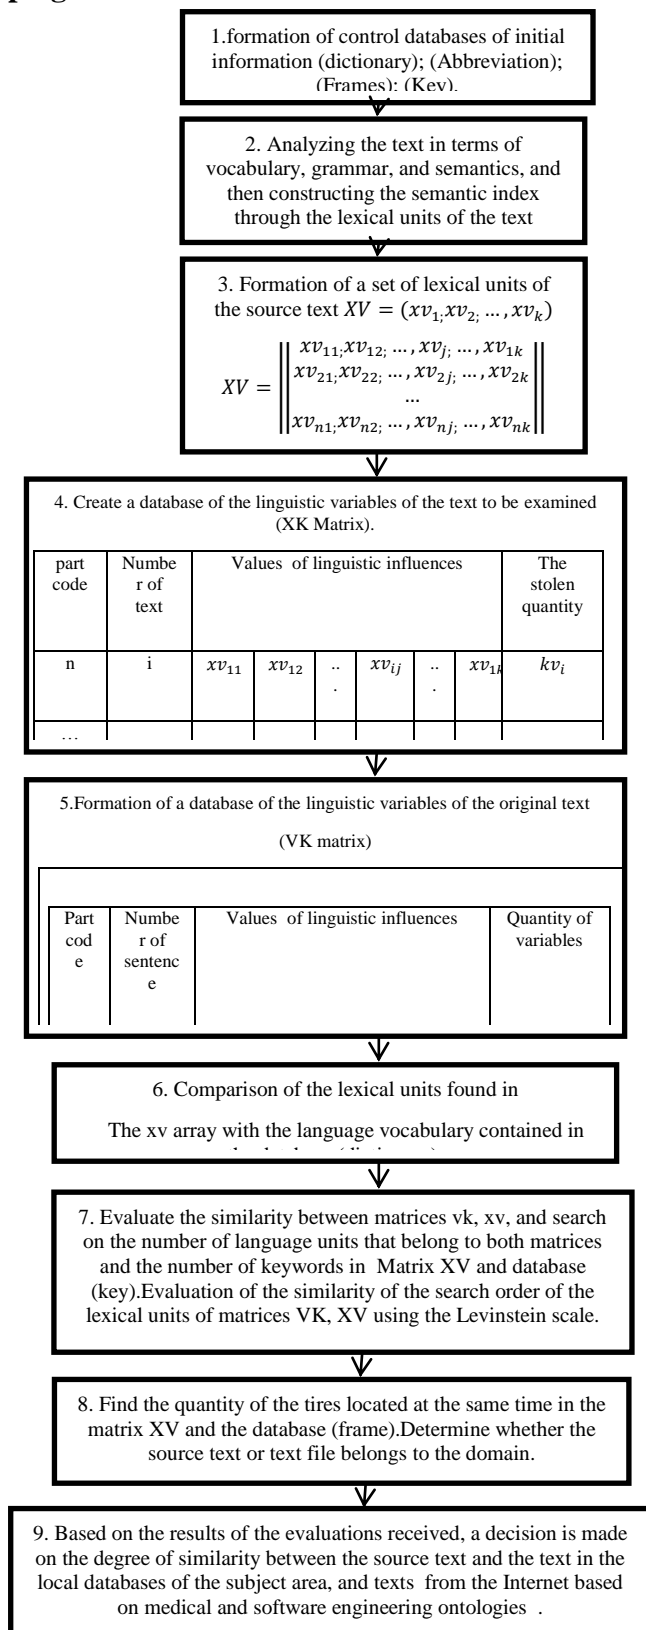 1.formation of control databases of initial
information (dictionary); (Abbreviation);
(Frames); (Key).
2. Analyzing the text in terms of
vocabulary, grammar, and semantics, and
then constructing the semantic index
through the lexical units of the text
3. Formation of a set of lexical units of
the source text XV = (xv₁;xv₂; … , xvₖ)
xv₁₁;xv₁₂; … , xvⱼ; … , xv₁ₖ
XV = xv₂₁;xv₂₂; … , xv₂ⱼ; … , xv₂ₖ
…
xvₙ₁;xvₙ₂; … , xvₙⱼ; … , xvₙₖ
4. Create a database of the linguistic variables of the text to be examined
(XK Matrix).
part code | Numbe r of text | Values of linguistic influences | The stolen quantity
n | i | xv₁₁ | xv₁₂ | .. . | xvᵢⱼ | .. . | xv₁ₖ | kvᵢ
...
5.Formation of a database of the linguistic variables of the original text
(VK matrix)
Part cod e | Numbe r of sentenc e | Values of linguistic influences | Quantity of variables
6. Comparison of the lexical units found in
The xv array with the language vocabulary contained in
7. Evaluate the similarity between matrices vk, xv, and search
on the number of language units that belong to both matrices
and the number of keywords in Matrix XV and database
(key).Evaluation of the similarity of the search order of the
lexical units of matrices VK, XV using the Levinstein scale.
8. Find the quantity of the tires located at the same time in the
matrix XV and the database (frame).Determine whether the
source text or text file belongs to the domain.
9. Based on the results of the evaluations received, a decision is made
on the degree of similarity between the source text and the text in the
local databases of the subject area, and texts from the Internet based
on medical and software engineering ontologies .